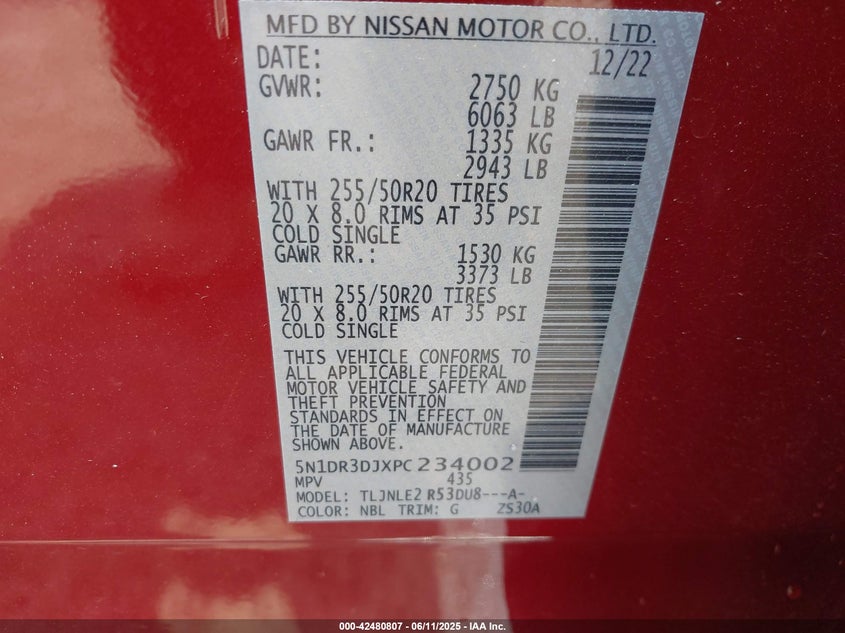 MFD BY NISSAN MOTOR CO., LTD.
DATE: 12/22
GVWR: 2750 KG
6063 LB
GAWR FR.: 1335 KG
2943 LB
WITH 255/50R20 TIRES
20 X 8.0 RIMS AT 35 PSI
COLD SINGLE
GAWR RR.: 1530 KG
3373 LB
WITH 255/50R20 TIRES
20 X 8.0 RIMS AT 35 PSI
COLD SINGLE
THIS VEHICLE CONFORMS TO
ALL APPLICABLE FEDERAL
MOTOR VEHICLE SAFETY AND
THEFT PREVENTION
STANDARDS IN EFFECT ON
THE DATE OF MANUFACTURE
SHOWN ABOVE.
5N1DR3DJXPC234002
MPV 435
MODEL: TLJNLE2 R53DU8---A-
COLOR: NBL TRIM: G ZS30A
000-42480807 - 06/11/2025 - IAA Inc.